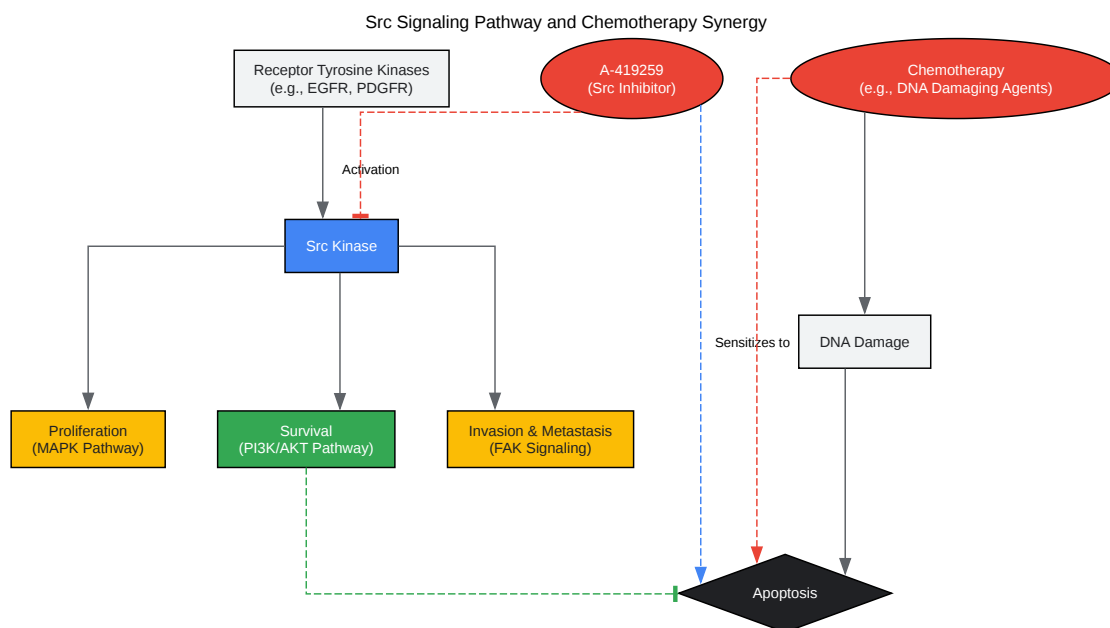 Src Signaling Pathway and Chemotherapy Synergy
Receptor Tyrosine Kinases
(e.g., EGFR, PDGFR)
A-419259
(Src Inhibitor)
Chemotherapy
(e.g., DNA Damaging Agents)
Activation
Src Kinase
Sensitizes to
DNA Damage
Proliferation
(MAPK Pathway)
Survival
(PI3K/AKT Pathway)
Invasion & Metastasis
(FAK Signaling)
Apoptosis